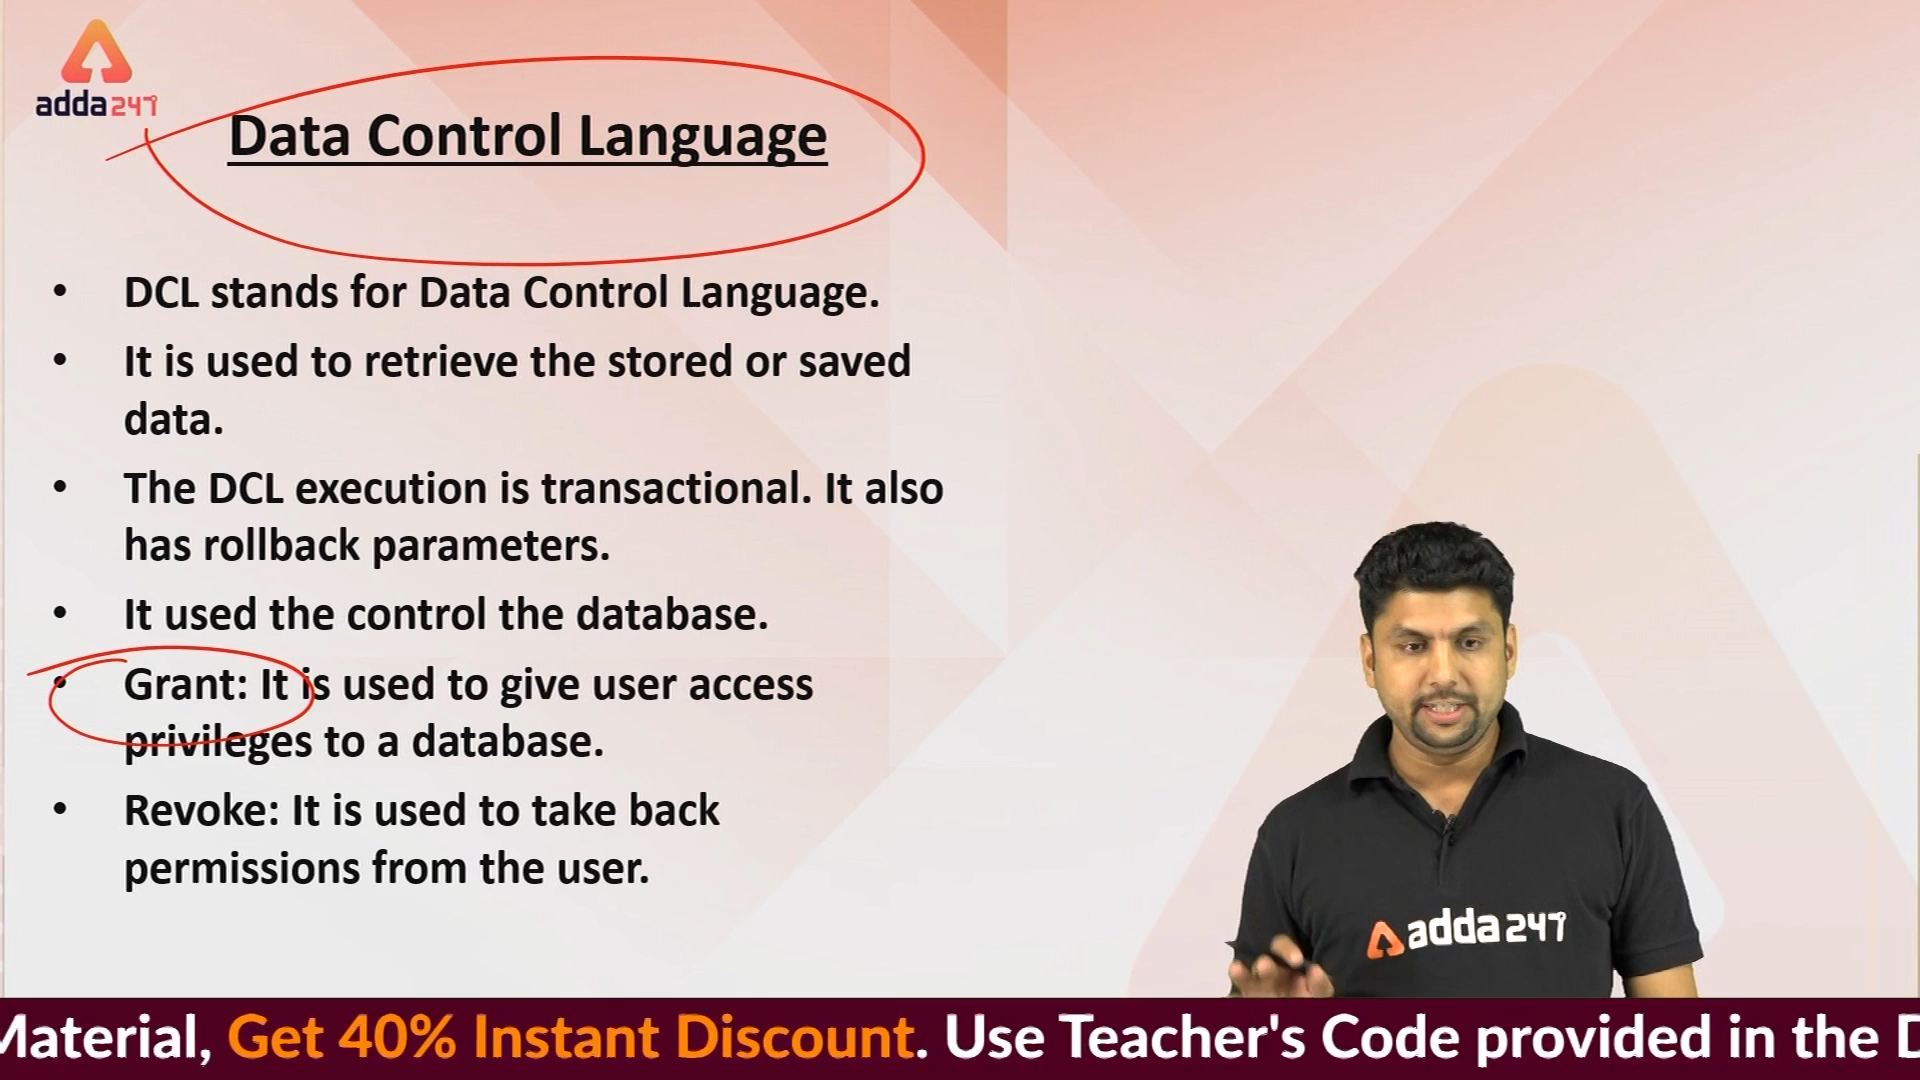 adda247
Data Control Language
• DCL stands for Data Control Language.
• It is used to retrieve the stored or saved
data.
• The DCL execution is transactional. It also
has rollback parameters.
• It used the control the database.
• Grant: It is used to give user access
privileges to a database.
• Revoke: It is used to take back
permissions from the user.
adda247
Material, Get 40% Instant Discount. Use Teacher's Code provided in the D